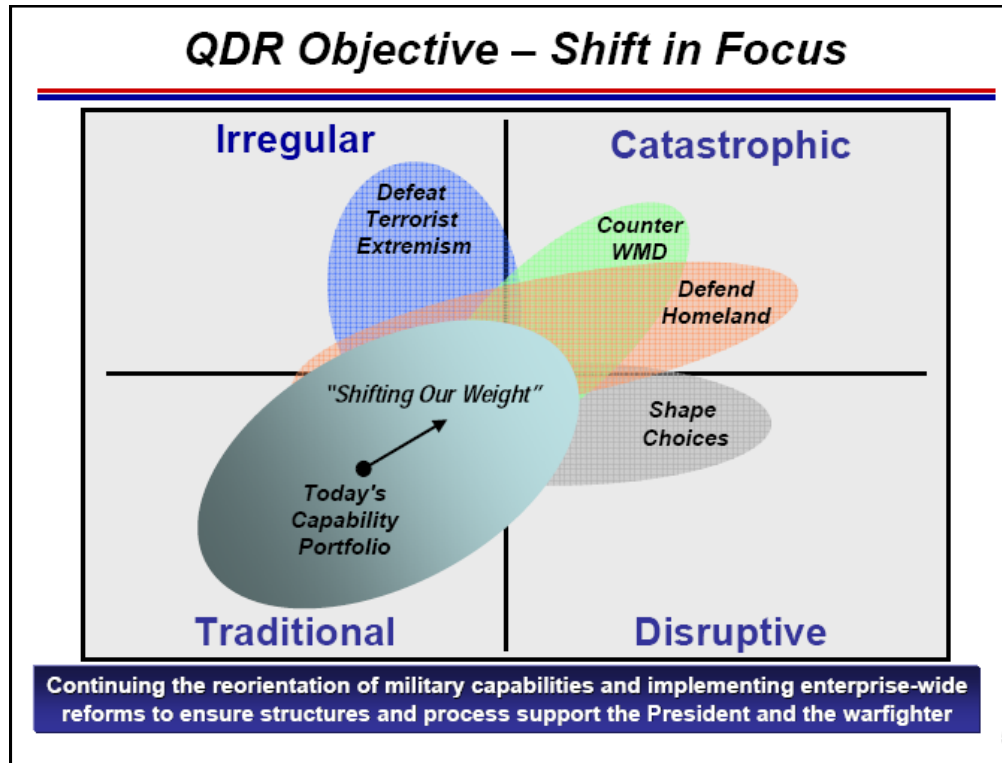 QDR Objective – Shift in Focus
Irregular
Catastrophic
Defeat
Terrorist
Extremism
Counter
WMD
Defend
Homeland
"Shifting Our Weight”
Shape
Choices
Today's
Capability
Portfolio
Traditional
Disruptive
Continuing the reorientation of military capabilities and implementing enterprise-wide
reforms to ensure structures and process support the President and the warfighter